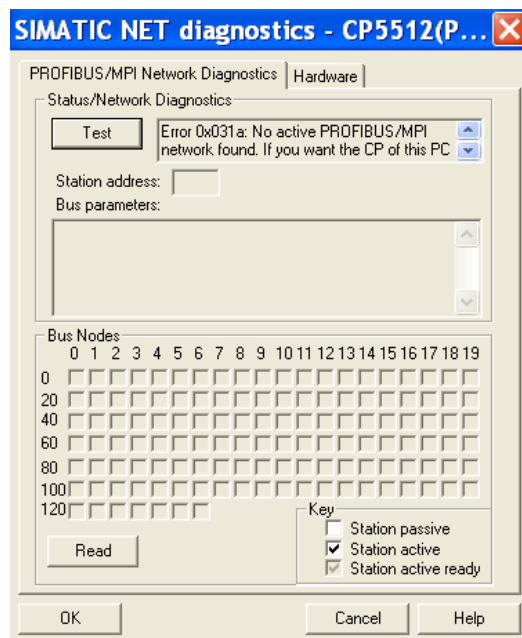 SIMATIC NET diagnostics - CP5512(P...
PROFIBUS/MPI Network Diagnostics
Hardware
Status/Network Diagnostics
Test
Error 0x031a: No active PROFIBUS/MPI
network found. If you want the CP of this PC
Station address:
Bus parameters:
Bus Nodes
0 1 2 3 4 5 6 7 8 9 10 11 12 13 14 15 16 17 18 19
0
20
40
60
80
100
120
Key
Station passive
Station active
Station active ready
Read
OK
Cancel
Help